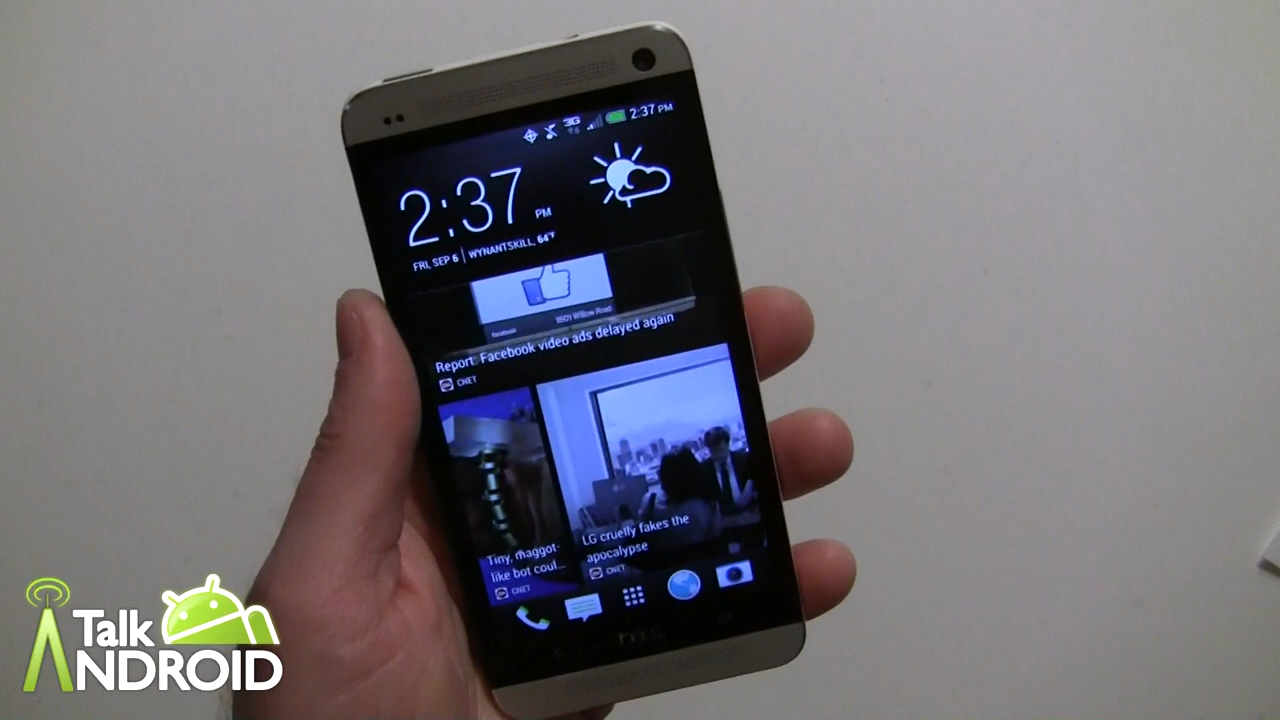 3G 2:37 PM
2:37 PM
FRI, SEP 6 | WYNANTSKILL, 64°F
facebook 1601 Willow Road
Report: Facebook video ads delayed again
CNET
Tiny, maggot-
like bot coul...
CNET
LG cruelly fakes the
apocalypse
CNET
hTC
Talk
ANDROID